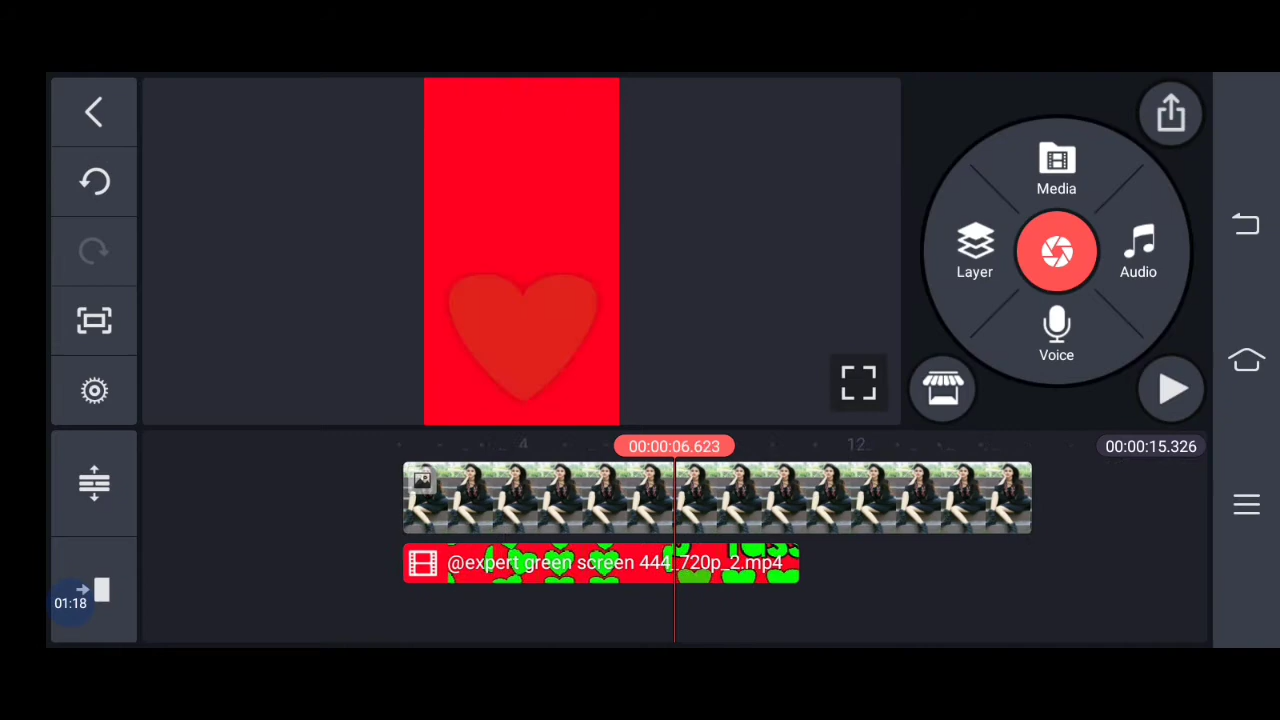 Media
Layer
Audio
Voice
4
00:00:06.623
12
00:00:15.326
@expert green screen 444_720p_2.mp4
01:18